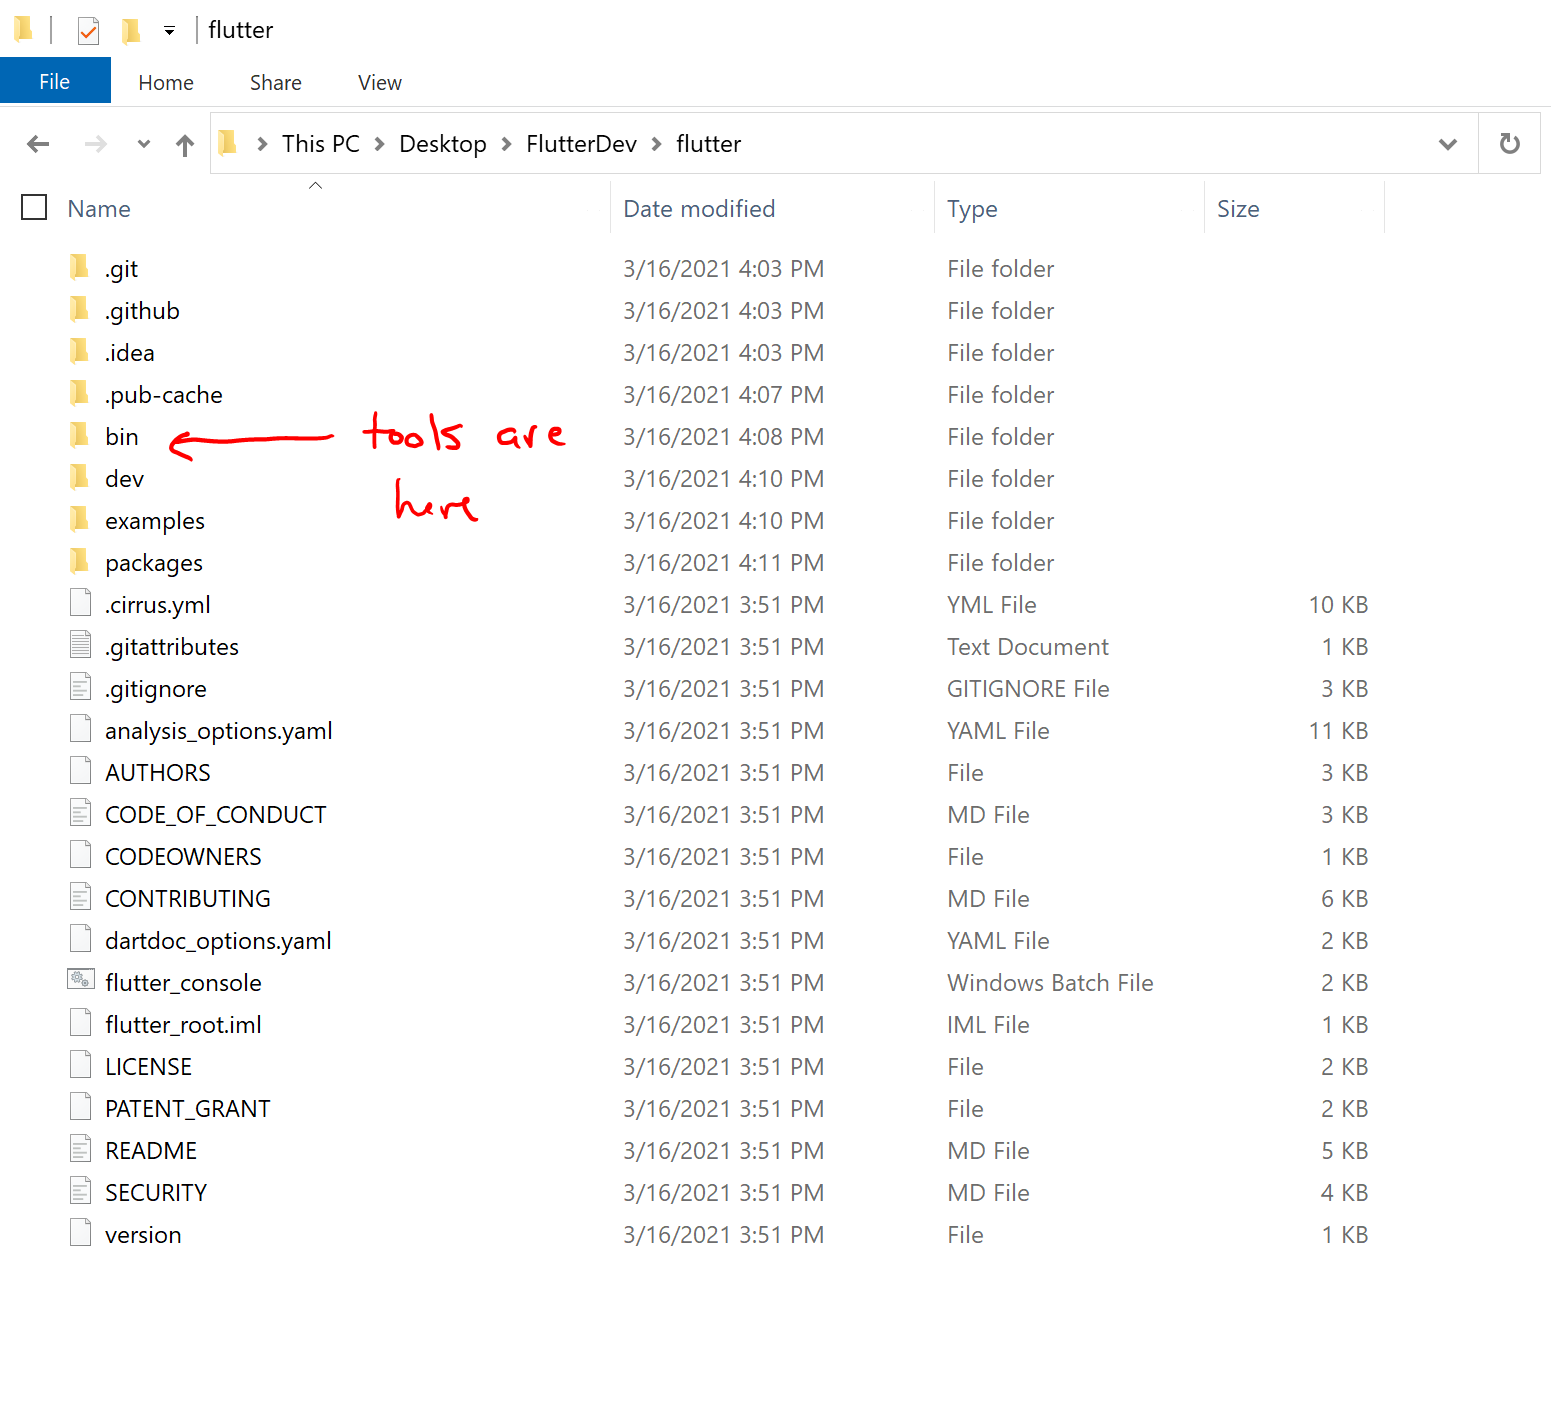 flutter
File Home Share View
This PC Desktop FlutterDev flutter
Name Date modified Type Size
.git 3/16/2021 4:03 PM File folder
.github 3/16/2021 4:03 PM File folder
.idea 3/16/2021 4:03 PM File folder
.pub-cache 3/16/2021 4:07 PM File folder
bin tools are 3/16/2021 4:08 PM File folder
dev 3/16/2021 4:10 PM File folder
here
examples 3/16/2021 4:10 PM File folder
packages 3/16/2021 4:11 PM File folder
.cirrus.yml 3/16/2021 3:51 PM YML File 10 KB
.gitattributes 3/16/2021 3:51 PM Text Document 1 KB
.gitignore 3/16/2021 3:51 PM GITIGNORE File 3 KB
analysis_options.yaml 3/16/2021 3:51 PM YAML File 11 KB
AUTHORS 3/16/2021 3:51 PM File 3 KB
CODE_OF_CONDUCT 3/16/2021 3:51 PM MD File 3 KB
CODEOWNERS 3/16/2021 3:51 PM File 1 KB
CONTRIBUTING 3/16/2021 3:51 PM MD File 6 KB
dartdoc_options.yaml 3/16/2021 3:51 PM YAML File 2 KB
flutter_console 3/16/2021 3:51 PM Windows Batch File 2 KB
flutter_root.iml 3/16/2021 3:51 PM IML File 1 KB
LICENSE 3/16/2021 3:51 PM File 2 KB
PATENT_GRANT 3/16/2021 3:51 PM File 2 KB
README 3/16/2021 3:51 PM MD File 5 KB
SECURITY 3/16/2021 3:51 PM MD File 4 KB
version 3/16/2021 3:51 PM File 1 KB